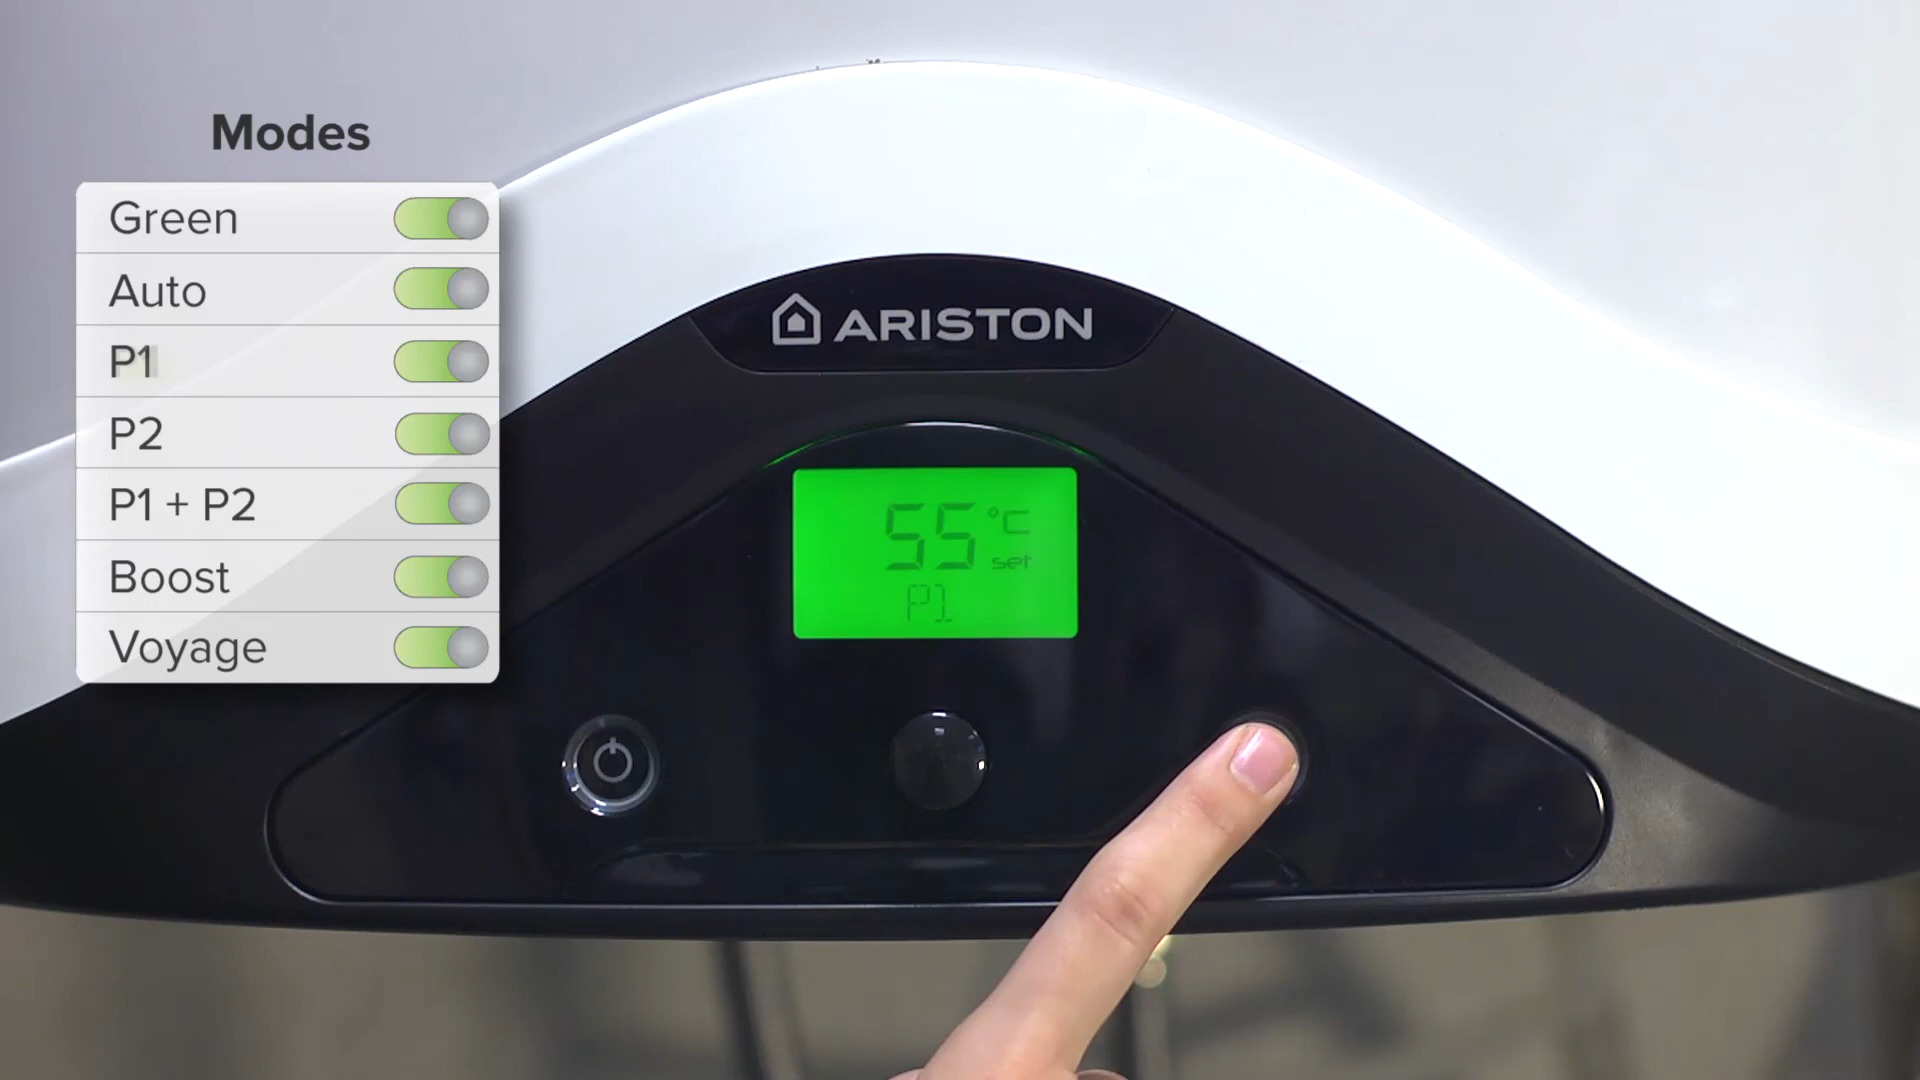 Modes
Green
Auto
P1
P2
P1 + P2
Boost
Voyage
ARISTON
55 °C
set
P1